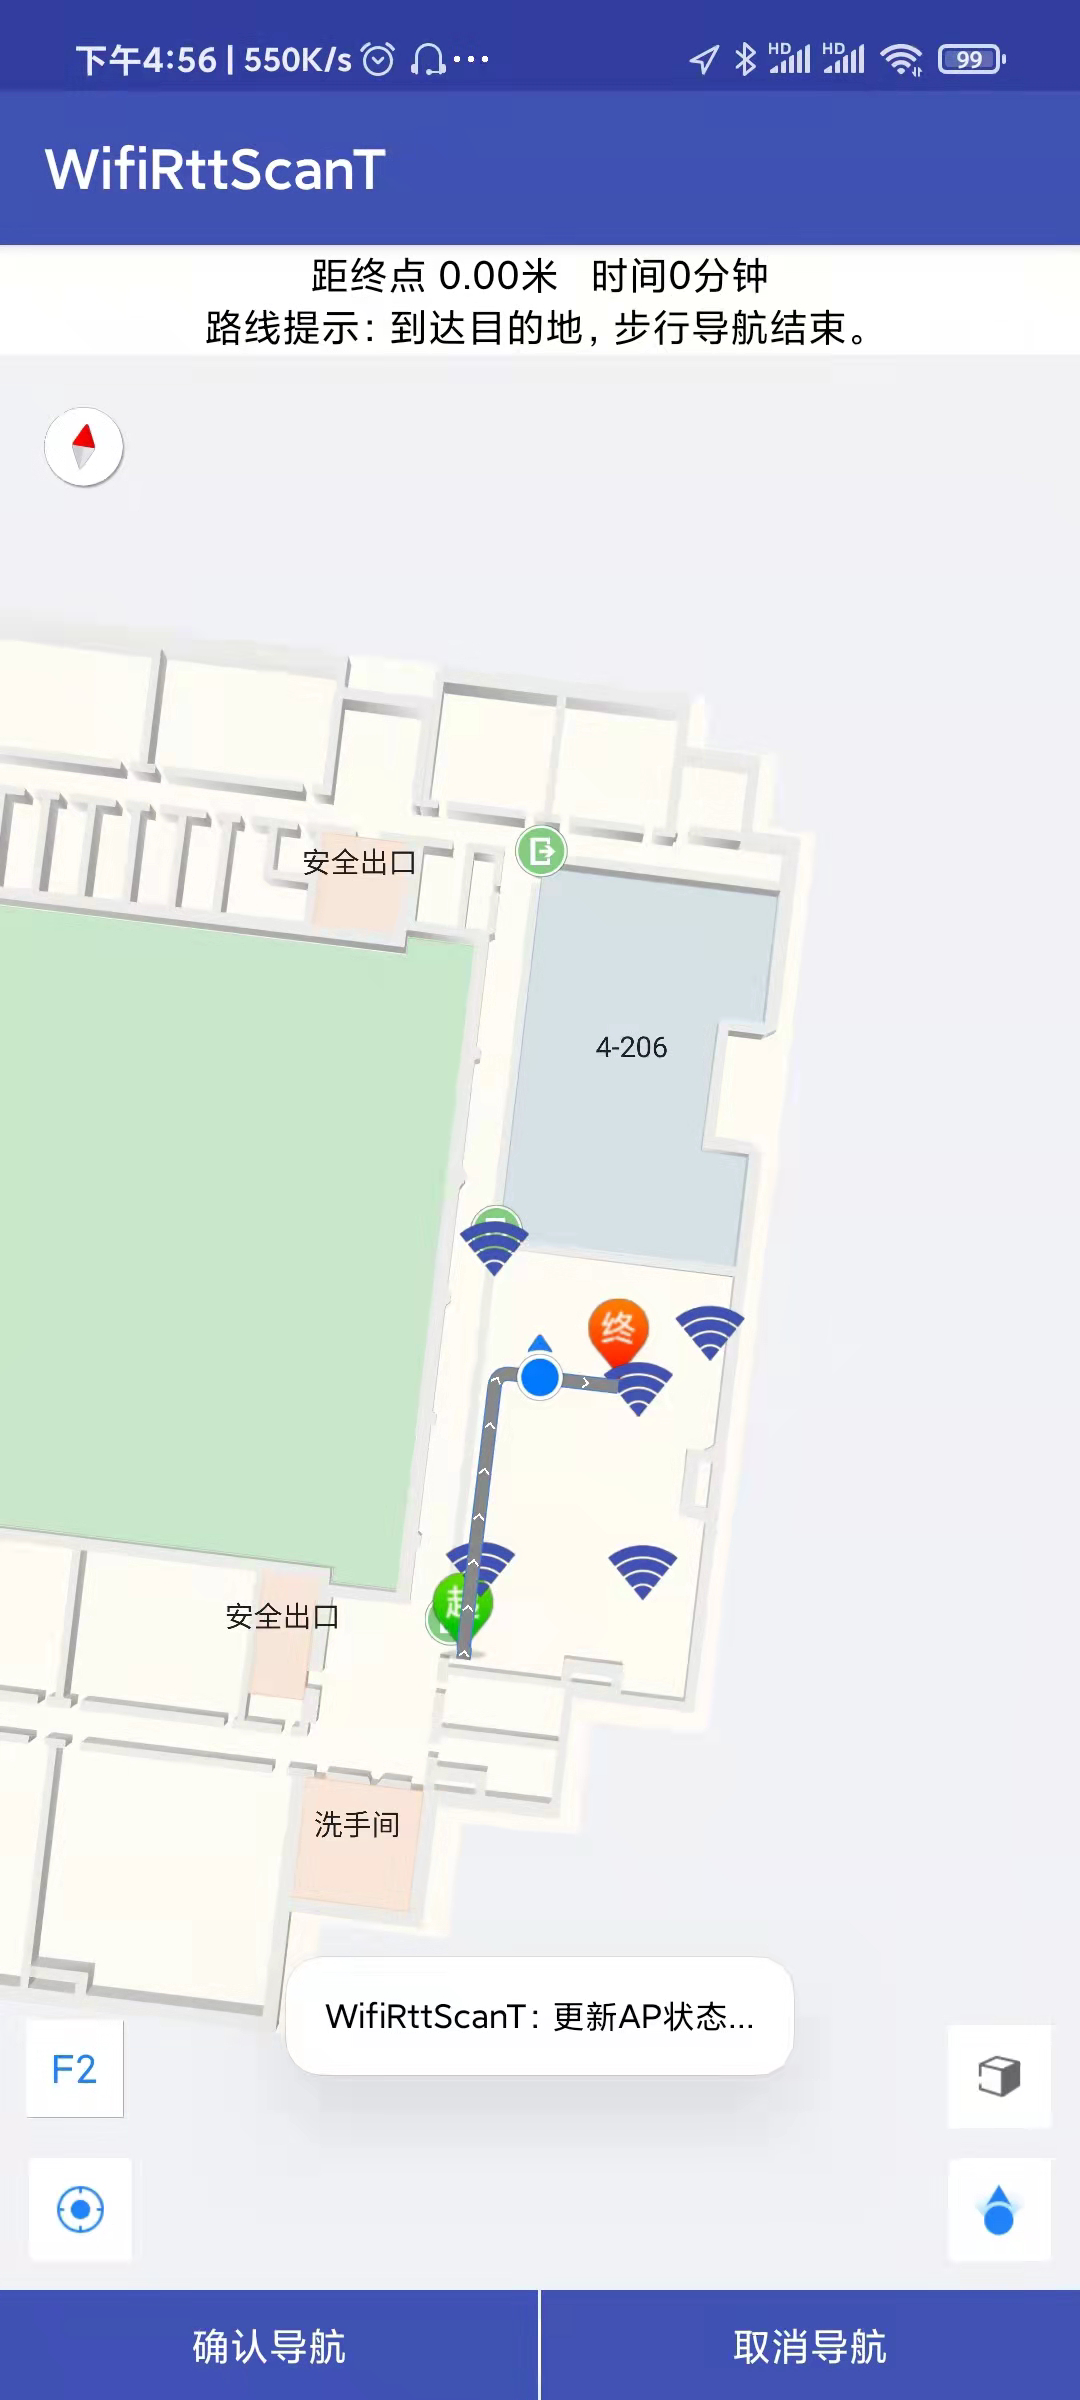 下午4:56 | 550K/s ...
HD HD 99
WifiRttScanT
距终点 0.00米 时间0分钟
路线提示: 到达目的地, 步行导航结束。
安全出口
4-206
终
起
安全出口
洗手间
WifiRttScanT: 更新AP状态...
F2
确认导航
取消导航